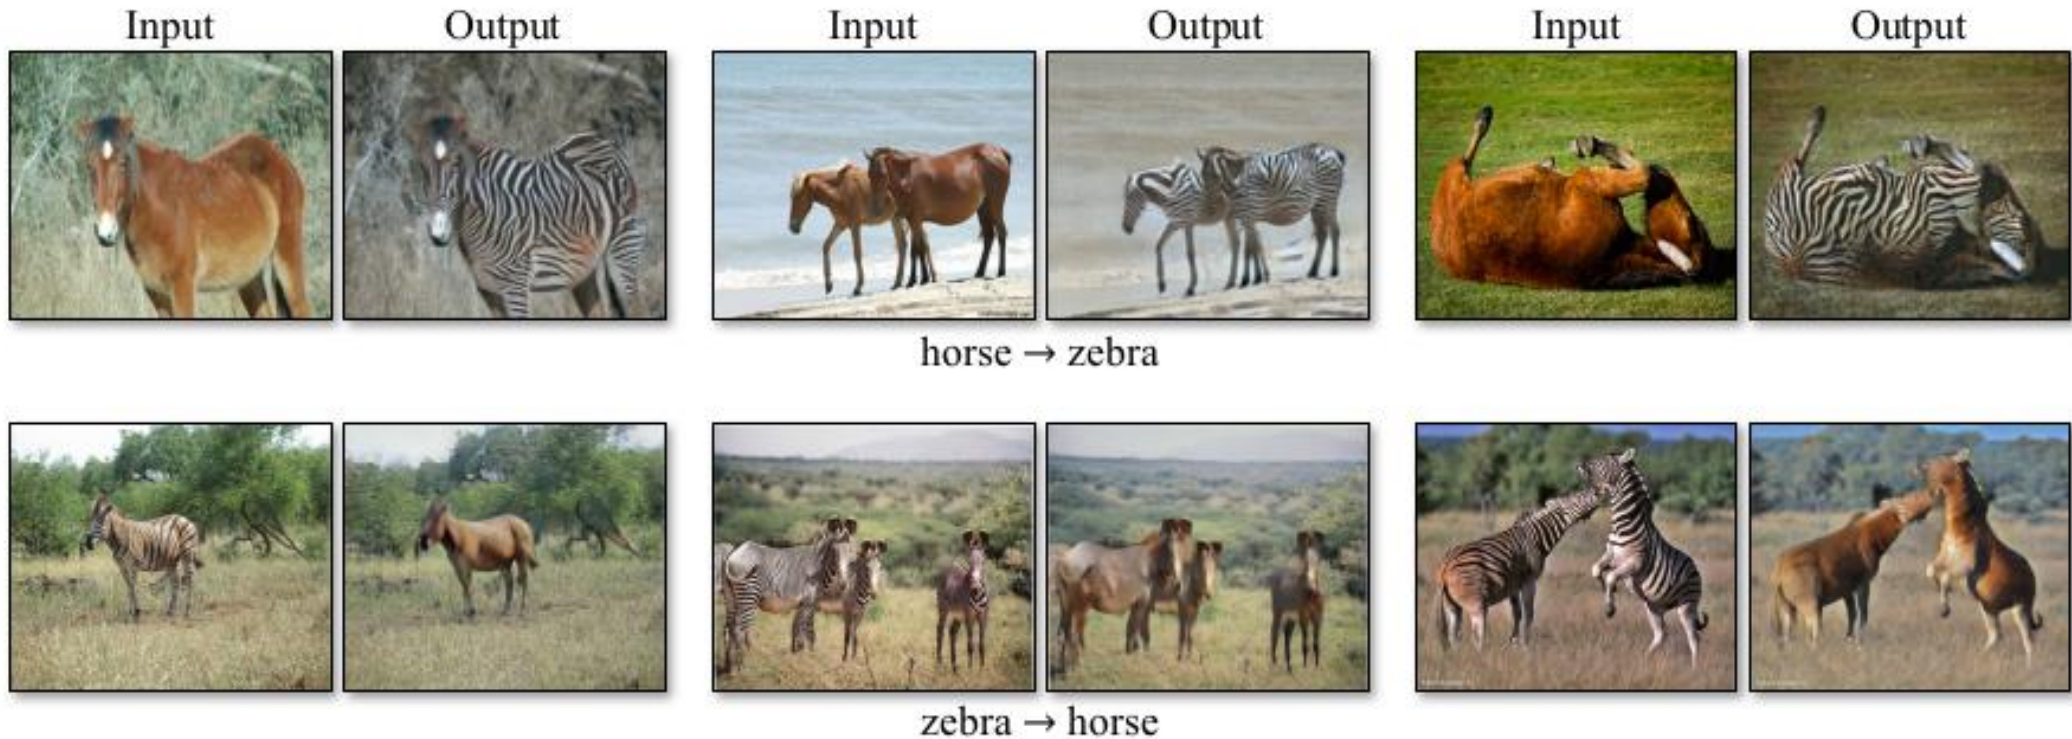 Input Output Input Output Input Output
horse → zebra
zebra → horse